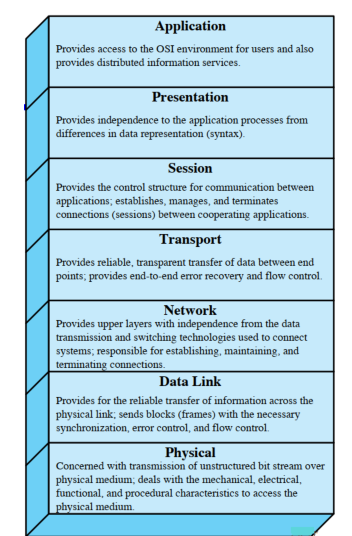 Application
Provides access to the OSI environment for users and also
provides distributed information services.
Presentation
Provides independence to the application processes from
differences in data representation (syntax).
Session
Provides the control structure for communication between
applications; establishes, manages, and terminates
connections (sessions) between cooperating applications.
Transport
Provides reliable, transparent transfer of data between end
points; provides end-to-end error recovery and flow control.
Network
Provides upper layers with independence from the data
transmission and switching technologies used to connect
systems; responsible for establishing, maintaining, and
terminating connections.
Data Link
Provides for the reliable transfer of information across the
physical link; sends blocks (frames) with the necessary
synchronization, error control, and flow control.
Physical
Concerned with transmission of unstructured bit stream over
physical medium; deals with the mechanical, electrical,
functional, and procedural characteristics to access the
physical medium.